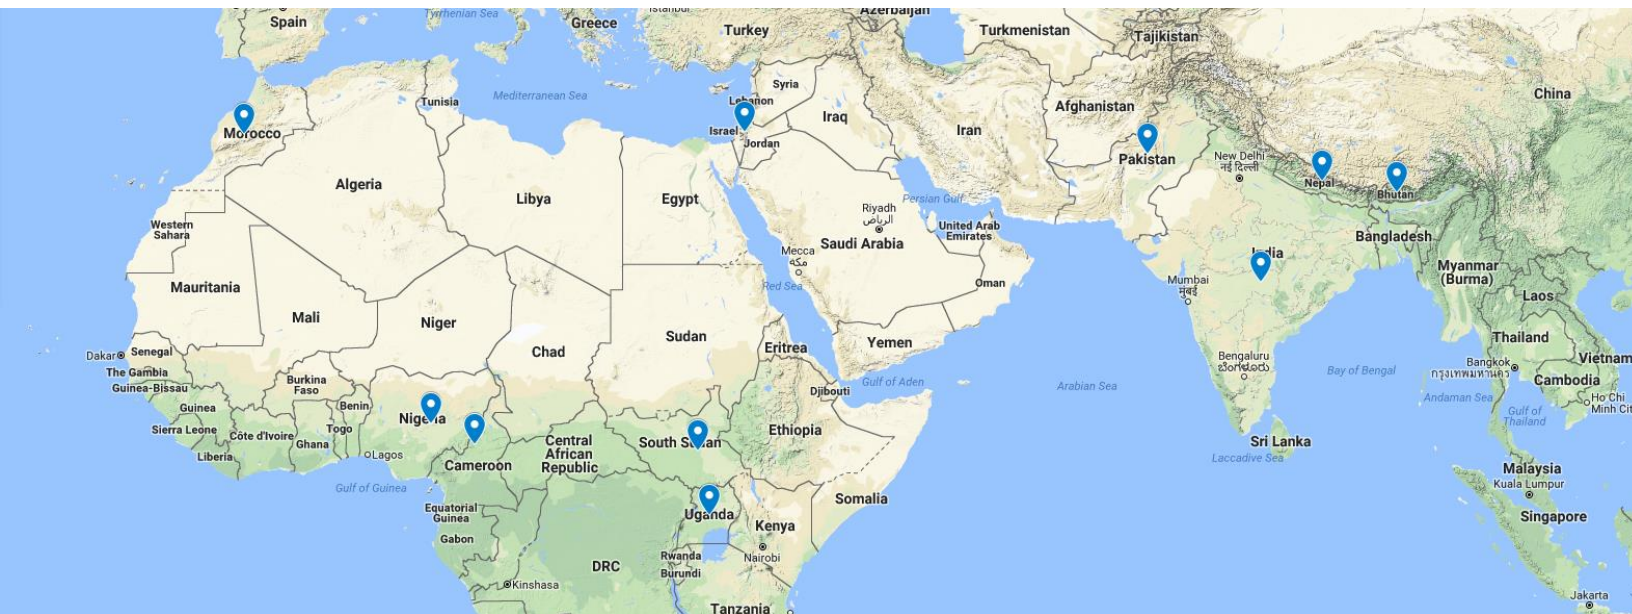 Spain
Tyrrhenian Sea
Greece
Istanbul
Turkey
Azerbaijan
Turkmenistan
Tajikistan
China
Tunisia
Mediterranean Sea
Syria
Lebanon
Iraq
Iran
Afghanistan
Morocco
Israel
Jordan
Pakistan
New Delhi
नई दिल्ली
Nepal
Bhutan
Algeria
Libya
Egypt
Persian Gulf
Riyadh
الرياض
Western
Sahara
United Arab
Emirates
Saudi Arabia
Mecca
مكة
India
Bangladesh
Mumbai
मुंबई
Myanmar
(Burma)
Mauritania
Red Sea
Oman
Laos
Mali
Niger
Sudan
Chad
Eritrea
Yemen
Thailand
Dakar
Senegal
The Gambia
Guinea-Bissau
Bengaluru
ಬೆಂಗಳೂರು
Bay of Bengal
Bangkok
กรุงเทพมหานคร
Vietnam
Burkina
Faso
Gulf of Aden
Arabian Sea
Cambodia
Djibouti
Andaman Sea
Ho Chi
Minh Cit
Guinea
Benin
Nigeria
Gulf of
Thailand
Sierra Leone
Côte d'Ivoire
Togo
Ghana
Ethiopia
South Sudan
Central
African
Republic
Sri Lanka
Liberia
Lagos
Laccadive Sea
Cameroon
Malaysia
Kuala Lumpur
Gulf of Guinea
Somalia
Equatorial
Guinea
Uganda
Kenya
Singapore
Gabon
Rwanda
Nairobi
DRC
Burundi
Kinshasa
Jakarta
Tanzania